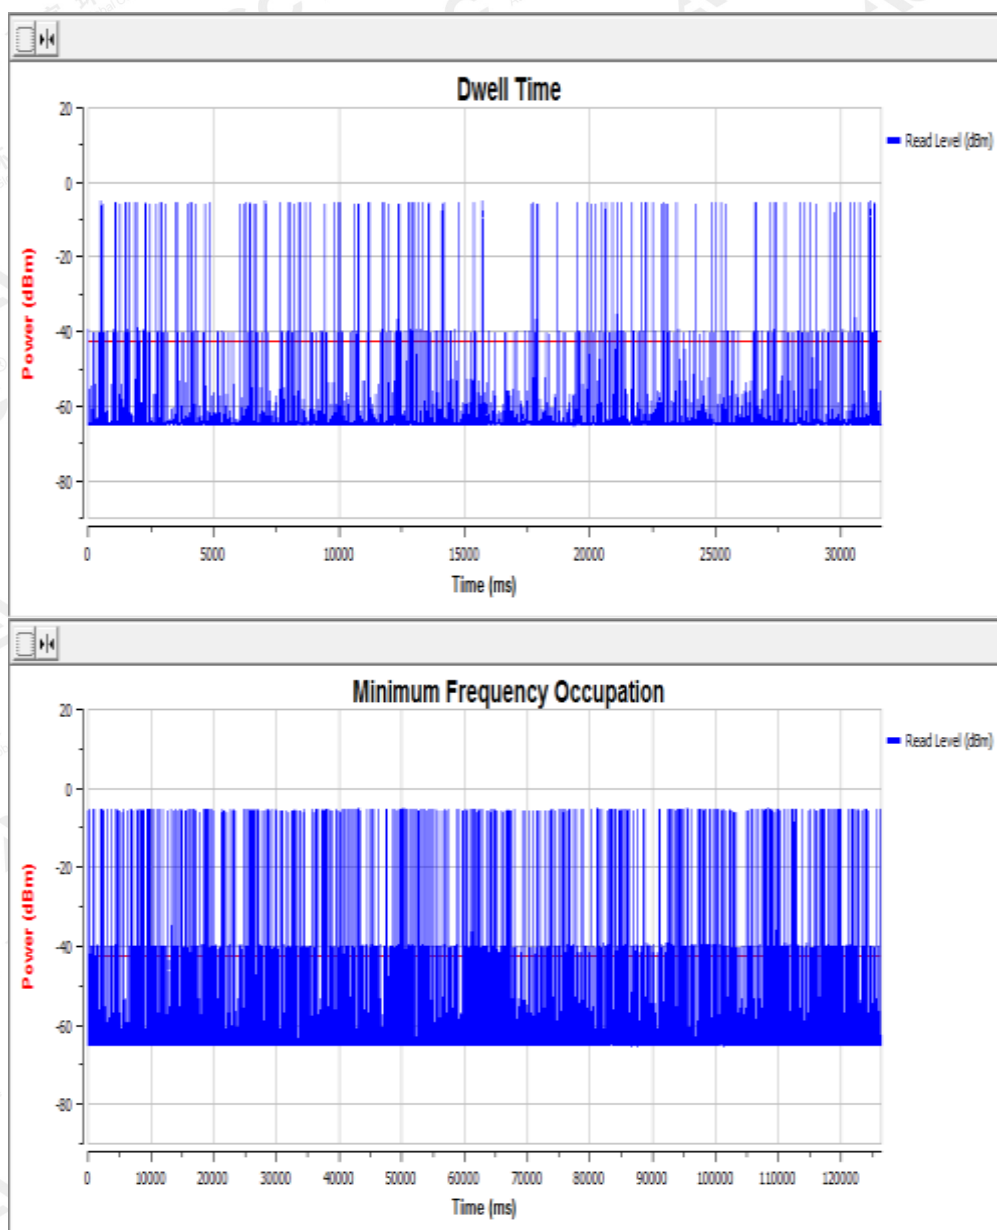 Dwell Time
20
0
-20
-40
-60
-80
Power (dBm)
Read Level (dBm)
0 5000 10000 15000 20000 25000 30000
Time (ms)
Minimum Frequency Occupation
20
0
-20
-40
-60
-80
Power (dBm)
Read Level (dBm)
0 10000 20000 30000 40000 50000 60000 70000 80000 90000 100000 110000 120000
Time (ms)